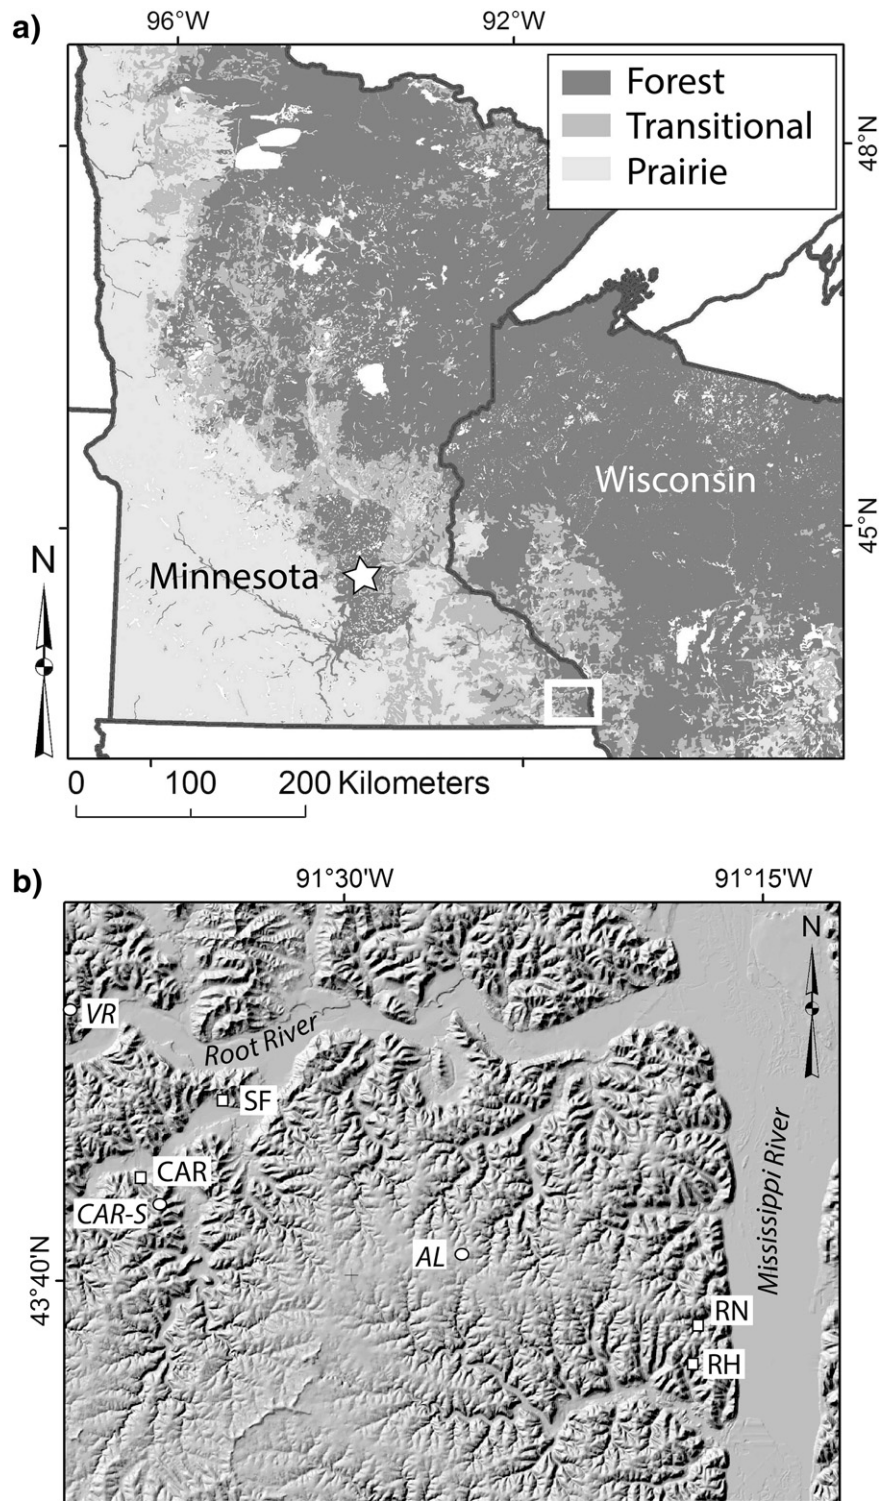 a)
96°W
92°W
Forest
Transitional
Prairie
48°N
Wisconsin
45°N
Minnesota
N
0 100 200 Kilometers
b)
91°30'W
91°15'W
N
VR
Root River
SF
CAR
CAR-S
AL
Mississippi River
43°40'N
RN
RH